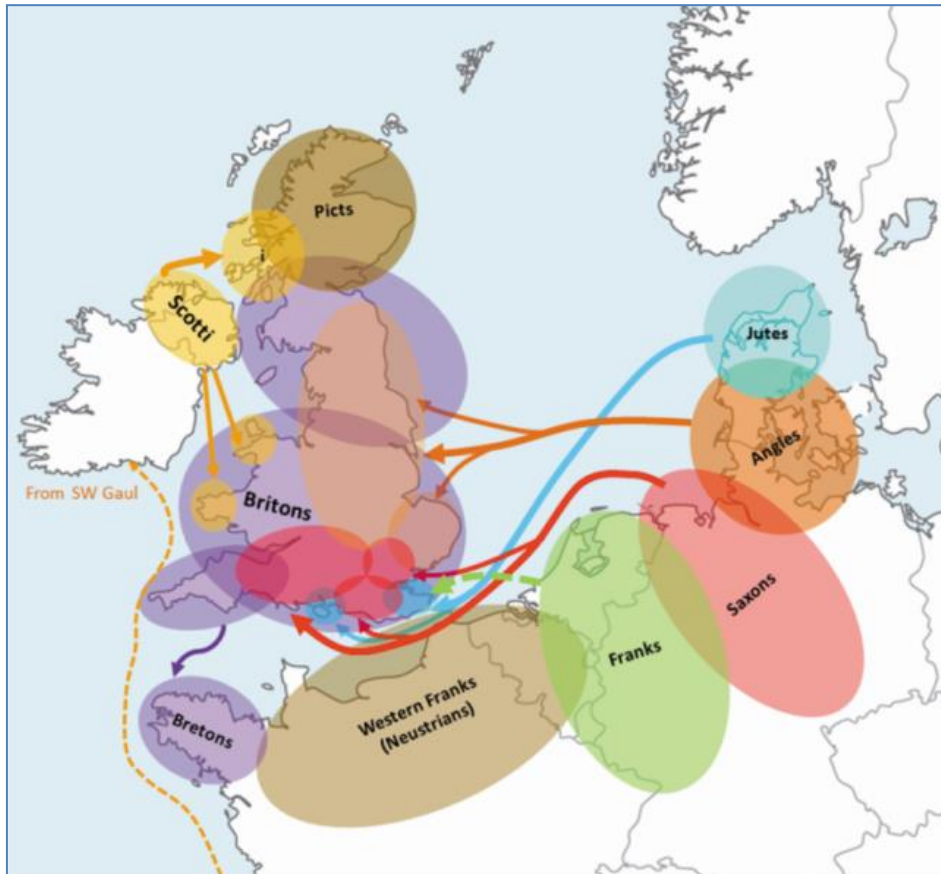 Picts
i
Scotti
Jutes
Angles
From SW Gaul
Britons
Saxons
Franks
Western Franks
(Neustrians)
Bretons